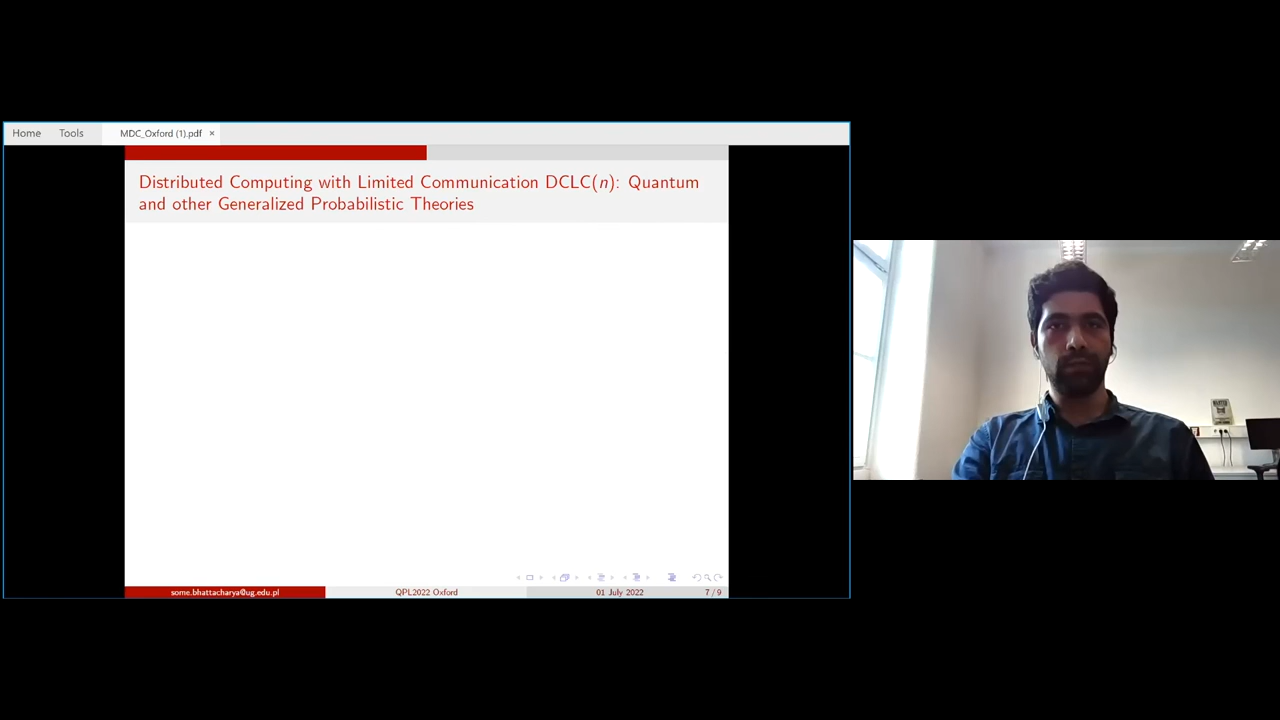 Home Tools MDC_Oxford (1).pdf ×
Distributed Computing with Limited Communication DCLC(n): Quantum
and other Generalized Probabilistic Theories
some.bhattacharya@ug.edu.pl QPL2022 Oxford 01 July 2022 7 / 9